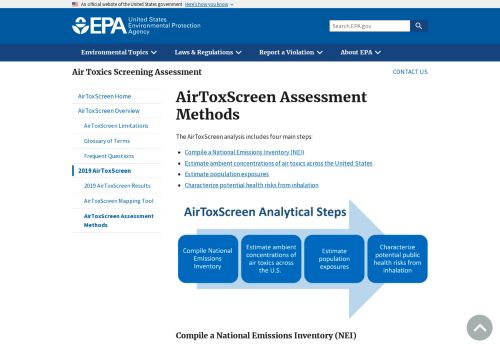 An official website of the United States government Here's how you know
EPA United States
Environmental Protection
Agency
Search EPA.gov
Environmental Topics Laws & Regulations Report a Violation About EPA
Air Toxics Screening Assessment
CONTACT US
AirToxScreen Home
AirToxScreen Overview
AirToxScreen Limitations
Glossary of Terms
Frequent Questions
2019 AirToxScreen
2019 AirToxScreen Results
AirToxScreen Mapping Tool
AirToxScreen Assessment
Methods
AirToxScreen Assessment
Methods
The AirToxScreen analysis includes four main steps:
Compile a National Emissions Inventory (NEI)
Estimate ambient concentrations of air toxics across the United States
Estimate population exposures
Characterize potential health risks from inhalation
AirToxScreen Analytical Steps
Compile National
Emissions
Inventory
Estimate ambient
concentrations of
air toxics across
the U.S.
Estimate
population
exposures
Characterize
potential public
health risks from
inhalation
Compile a National Emissions Inventory (NEI)